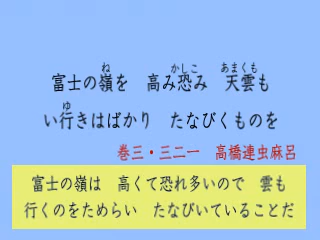 富士の嶺を　高み恐み　天雲も
い行きはばかり　たなびくものを
巻三・三二一　高橋連虫麻呂
富士の嶺は　高くて恐れ多いので　雲も
行くのをためらい　たなびいていることだ